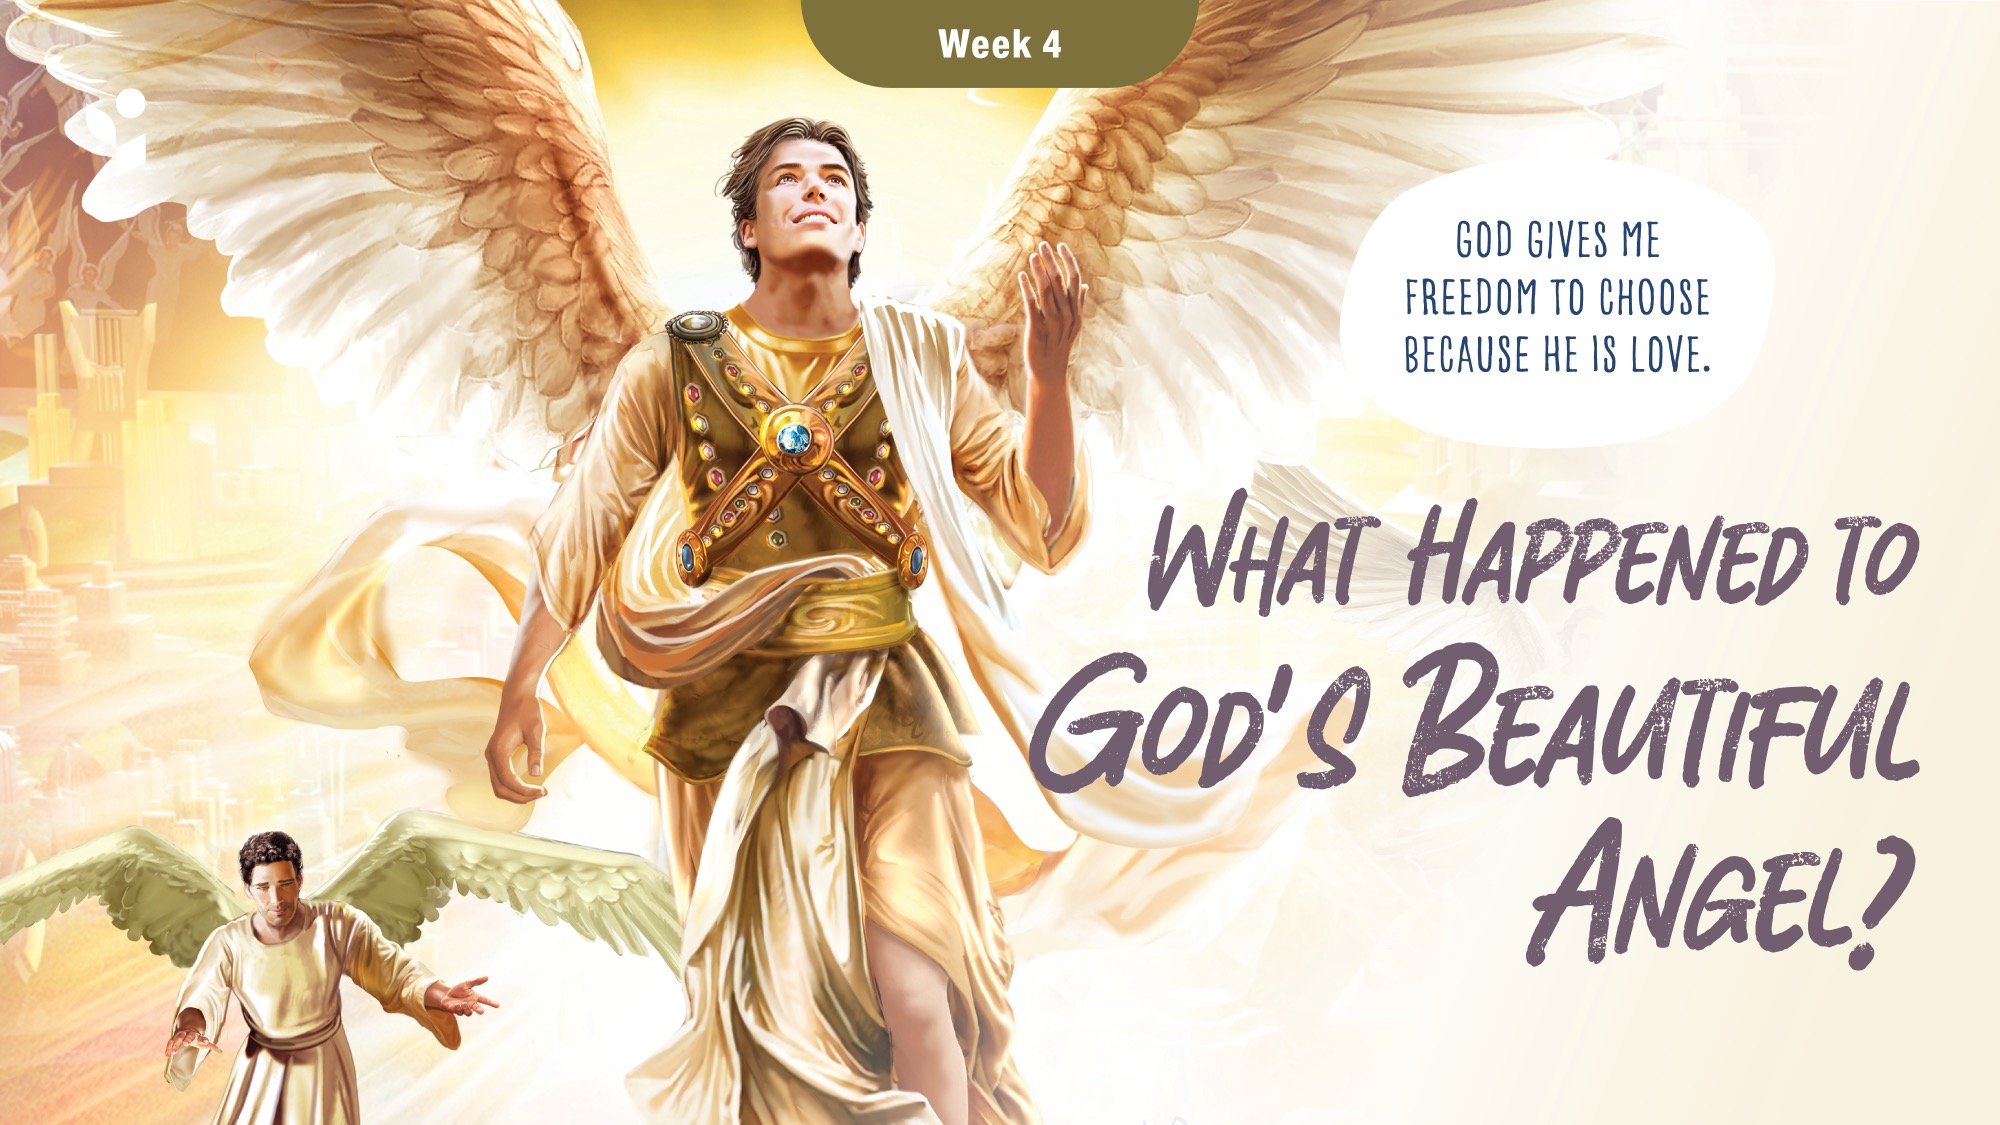 Week 4
GOD GIVES ME
FREEDOM TO CHOOSE
BECAUSE HE IS LOVE.
WHAT HAPPENED TO
GOD'S BEAUTIFUL
ANGEL?